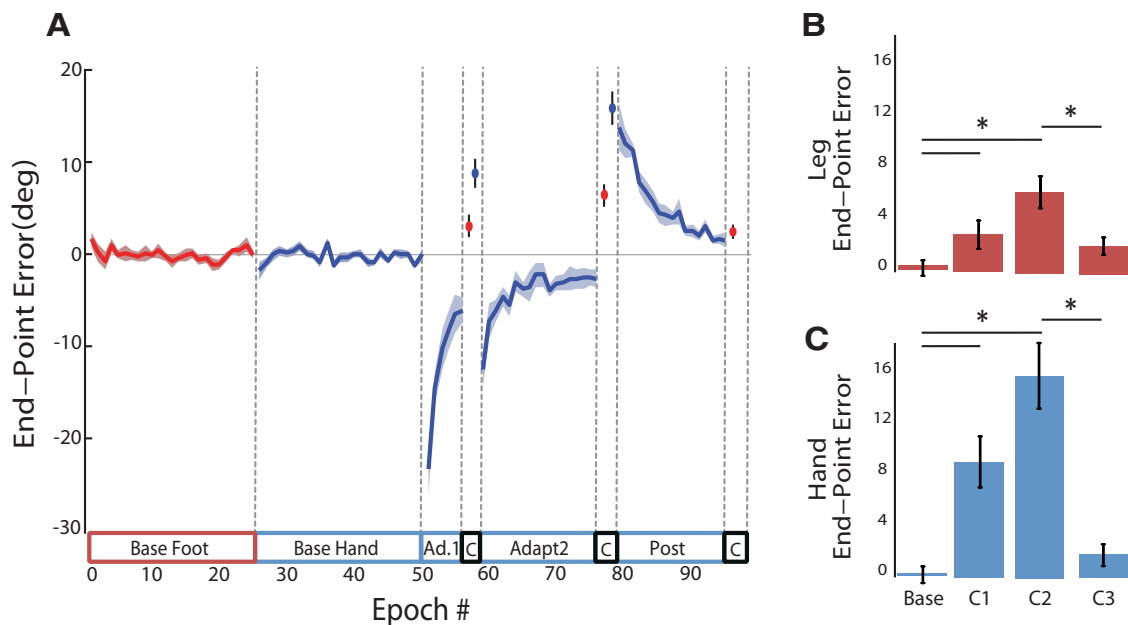 A
20
10
0
-10
-20
-30
End-Point Error(deg)
Base Foot
Base Hand
Ad.1
C
Adapt2
C
Post
C
0
10
20
30
40
50
60
70
80
90
Epoch #
B
Leg
End-Point Error
16
12
8
4
0
*
*
C
Hand
End-Point Error
16
12
8
4
0
*
*
Base
C1
C2
C3